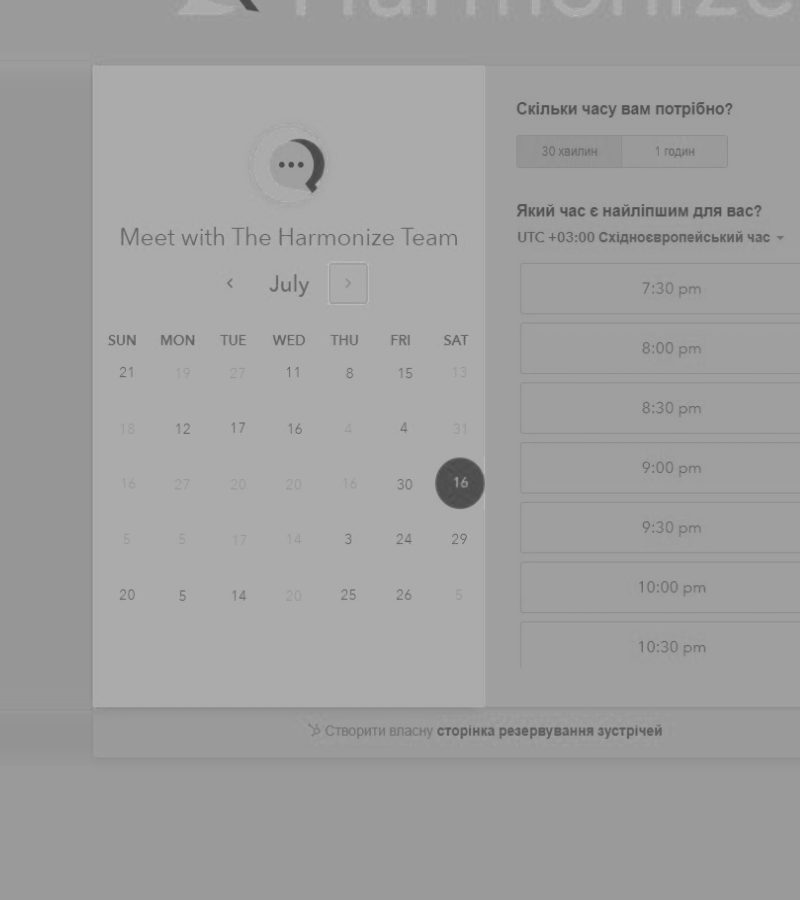 Harmonize
Meet with The Harmonize Team
July
SUN MON TUE WED THU FRI SAT
21 19 27 11 8 15 13
18 12 17 16 4 4 31
16 27 20 20 16 30 16
5 5 17 14 3 24 29
20 5 14 20 25 26 5
Скільки часу вам потрібно?
30 хвилин 1 годин
Який час є найліпшим для вас?
UTC +03:00 Східноєвропейський час
7:30 pm
8:00 pm
8:30 pm
9:00 pm
9:30 pm
10:00 pm
10:30 pm
Створити власну сторінка резервування зустрічей